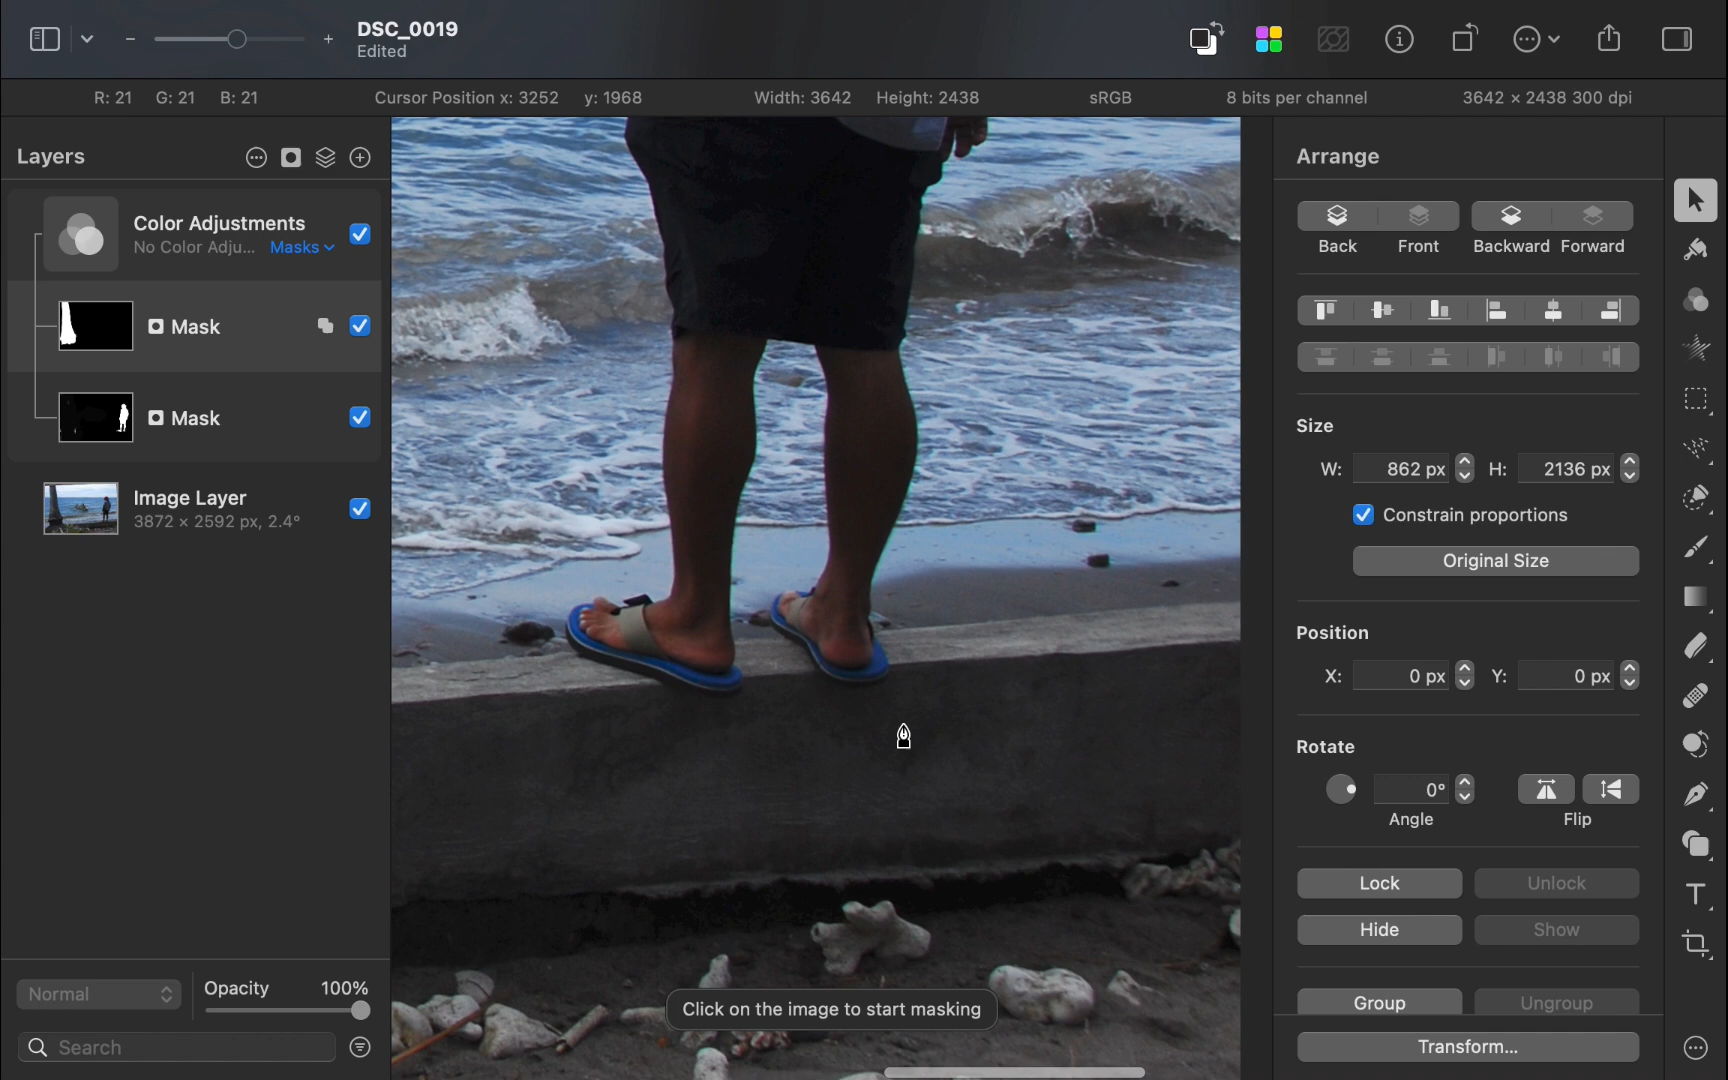 DSC_0019
Edited
R: 21 G: 21 B: 21 Cursor Position x: 3252 y: 1968 Width: 3642 Height: 2438 sRGB 8 bits per channel 3642 × 2438 300 dpi
Layers
Color Adjustments
No Color Adju... Masks
Mask
Mask
Image Layer
3872 × 2592 px, 2.4°
Normal
Opacity 100%
Search
Click on the image to start masking
Arrange
Back Front Backward Forward
Size
W: 862 px H: 2136 px
Constrain proportions
Original Size
Position
X: 0 px Y: 0 px
Rotate
0°
Angle Flip
Lock Unlock
Hide Show
Group Ungroup
Transform...